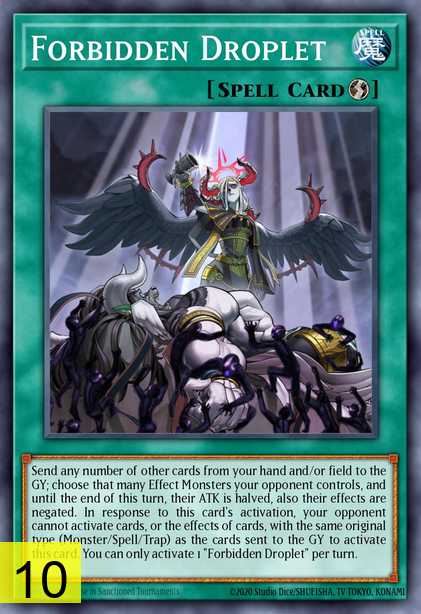 FORBIDDEN DROPLET
SPELL
魔
[SPELL CARD]
Send any number of other cards from your hand and/or field to the
GY; choose that many Effect Monsters your opponent controls, and
until the end of this turn, their ATK is halved, also their effects are
negated. In response to this card's activation, your opponent
cannot activate cards, or the effects of cards, with the same original
type (Monster/Spell/Trap) as the cards sent to the GY to activate
this card. You can only activate 1 "Forbidden Droplet" per turn.
10
in Sanctioned Tournaments
©2020 Studio Dice/SHUEISHA, TV TOKYO, KONAMI